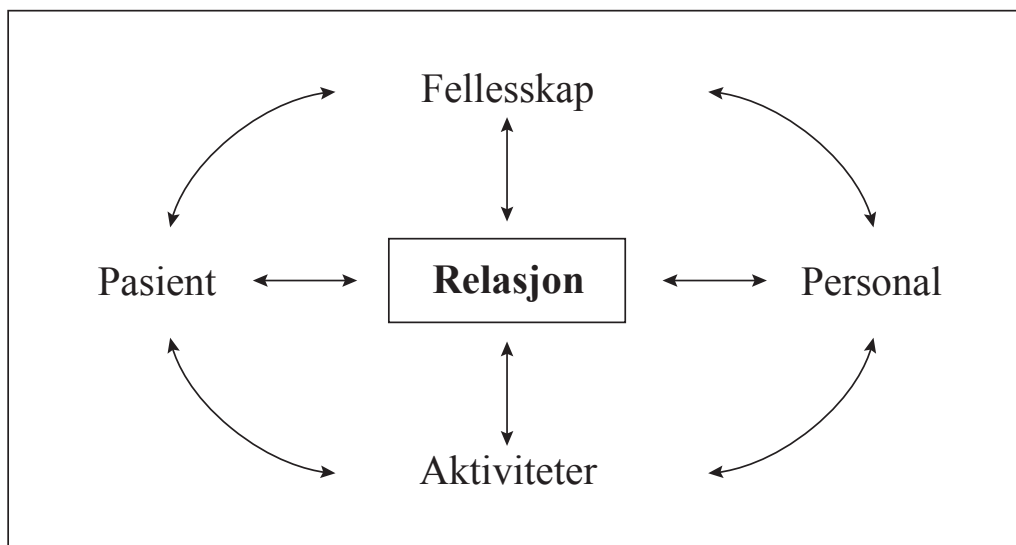 Fellesskap
Pasient
Relasjon
Personal
Aktiviteter